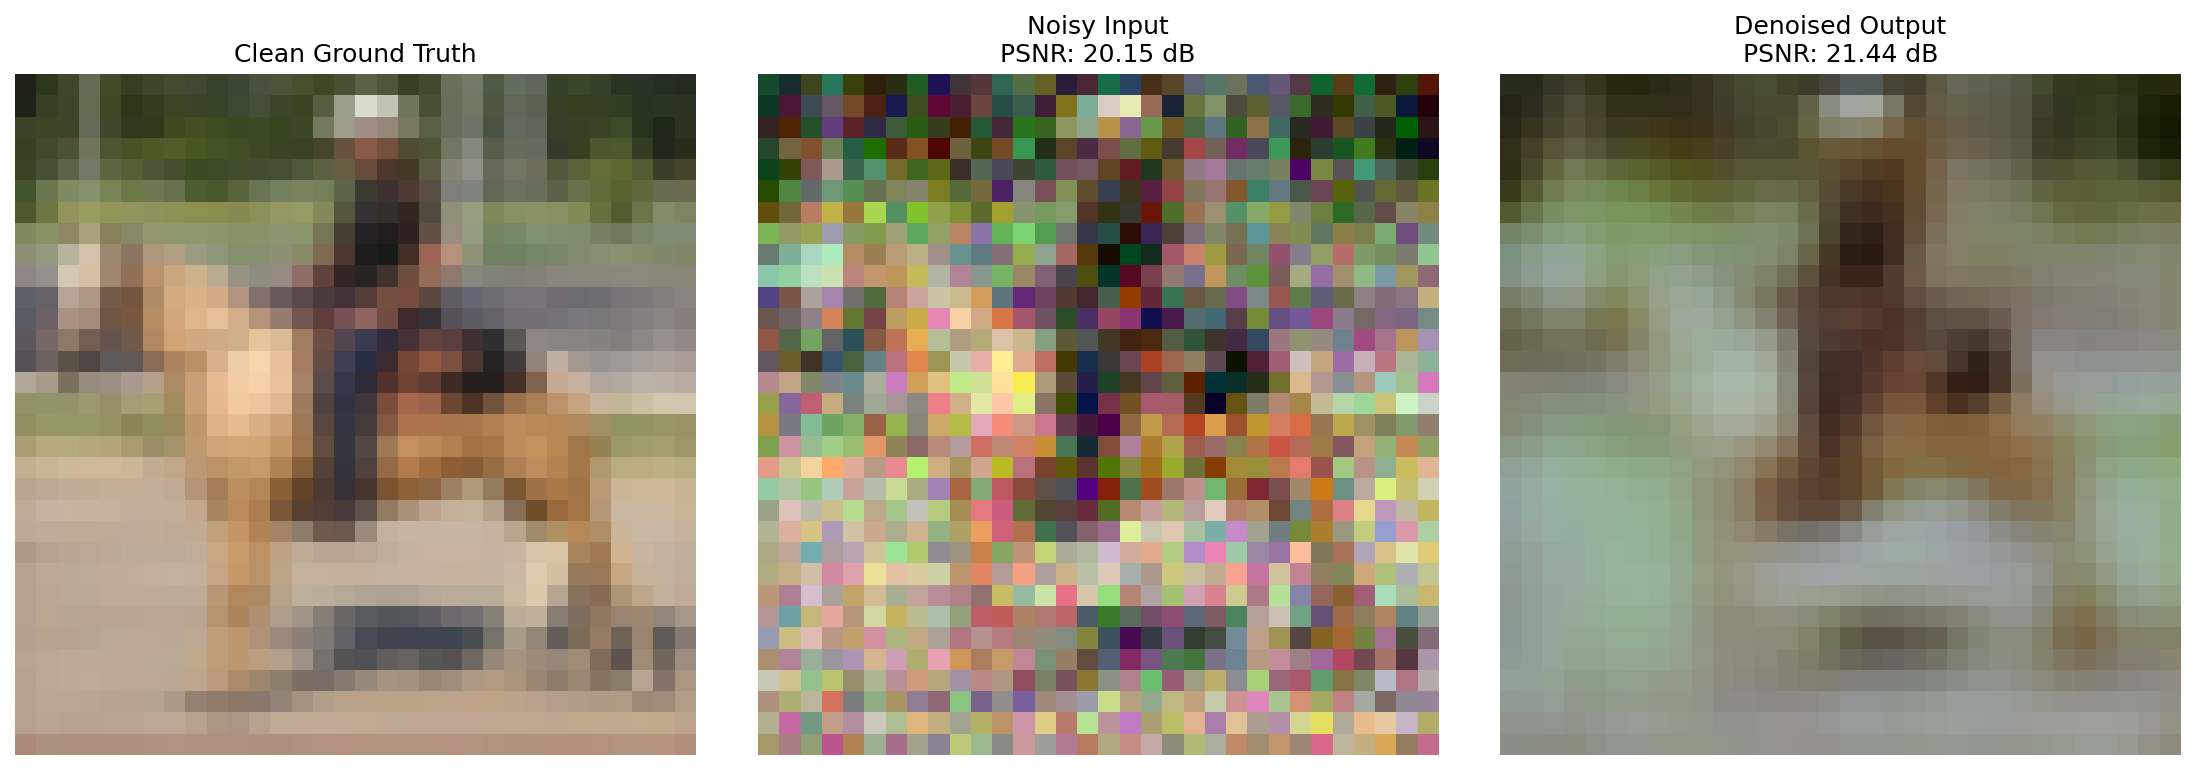 Clean Ground Truth
Noisy Input
PSNR: 20.15 dB
Denoised Output
PSNR: 21.44 dB